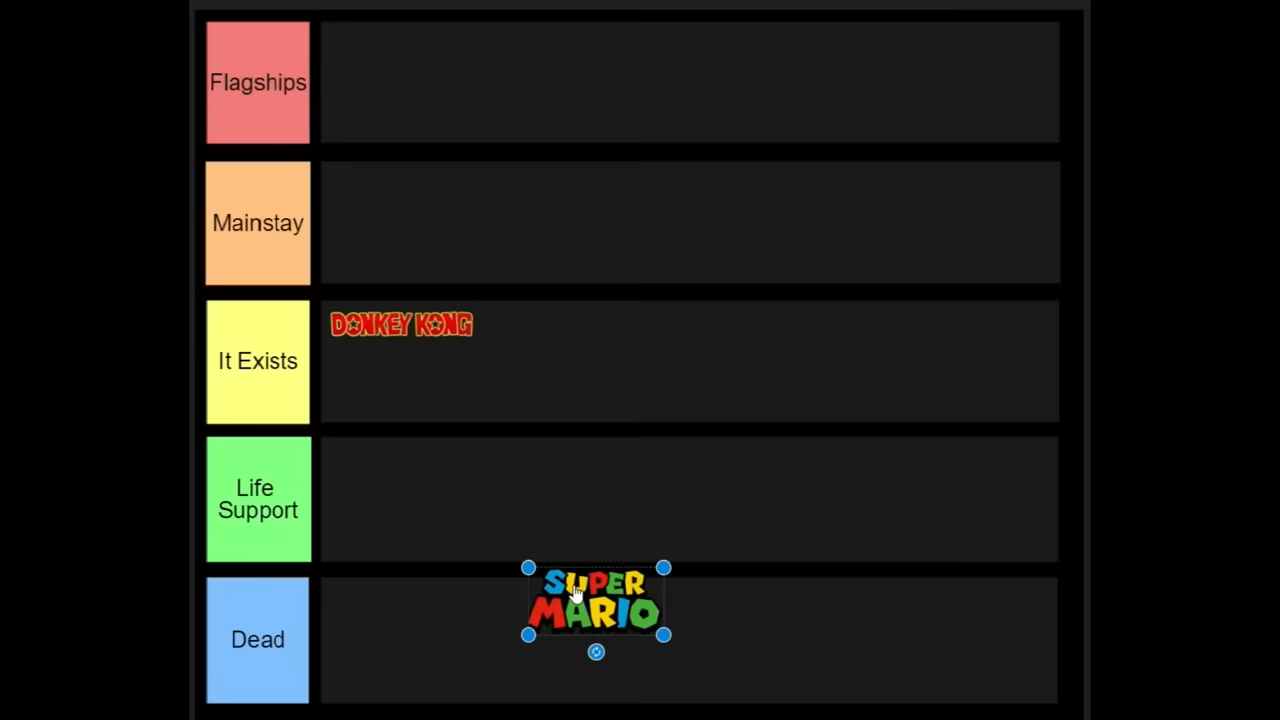 Flagships
Mainstay
It Exists
DONKEY KONG
Life
Support
SUPER
MARIO
Dead